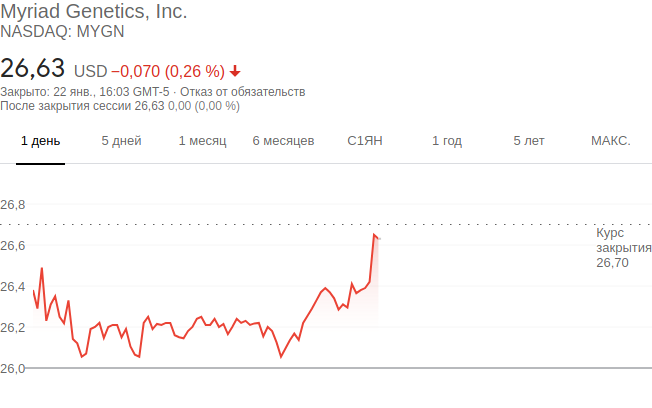 Myriad Genetics, Inc.
NASDAQ: MYGN
26,63 USD −0,070 (0,26 %)
Закрыто: 22 янв., 16:03 GMT-5 · Отказ от обязательств
После закрытия сессии 26,63 0,00 (0,00 %)
1 день 5 дней 1 месяц 6 месяцев С1ЯН 1 год 5 лет МАКС.
26,8
Курс
закрытия
26,70
26,6
26,4
26,2
26,0